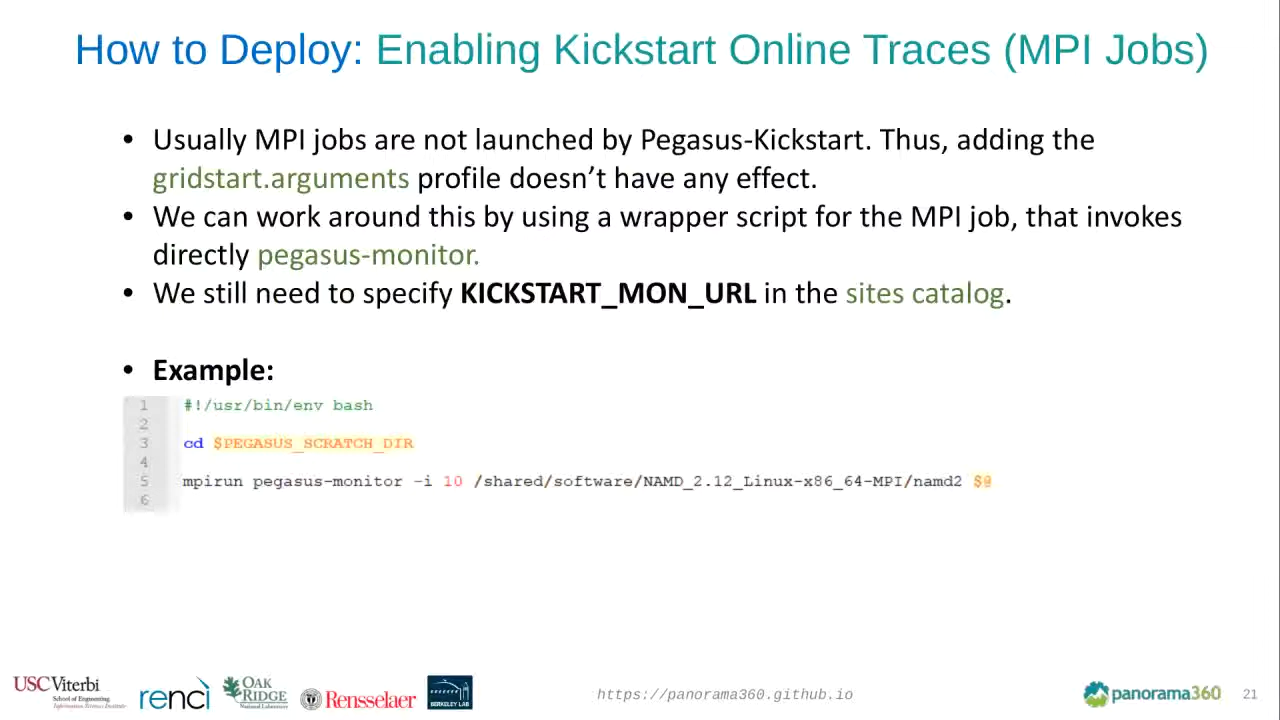 How to Deploy: Enabling Kickstart Online Traces (MPI Jobs)
• Usually MPI jobs are not launched by Pegasus-Kickstart. Thus, adding the
gridstart.arguments profile doesn’t have any effect.
• We can work around this by using a wrapper script for the MPI job, that invokes
directly pegasus-monitor.
• We still need to specify KICKSTART_MON_URL in the sites catalog.
• Example:
1 #!/usr/bin/env bash
2
3 cd $PEGASUS_SCRATCH_DIR
4
5 mpirun pegasus-monitor -i 10 /shared/software/NAMD_2.12_Linux-x86_64-MPI/namd2 $@
6
USC Viterbi
School of Engineering
Information Sciences Institute
renci
OAK RIDGE
National Laboratory
Rensselaer
BERKELEY LAB
https://panorama360.github.io
panorama360
21